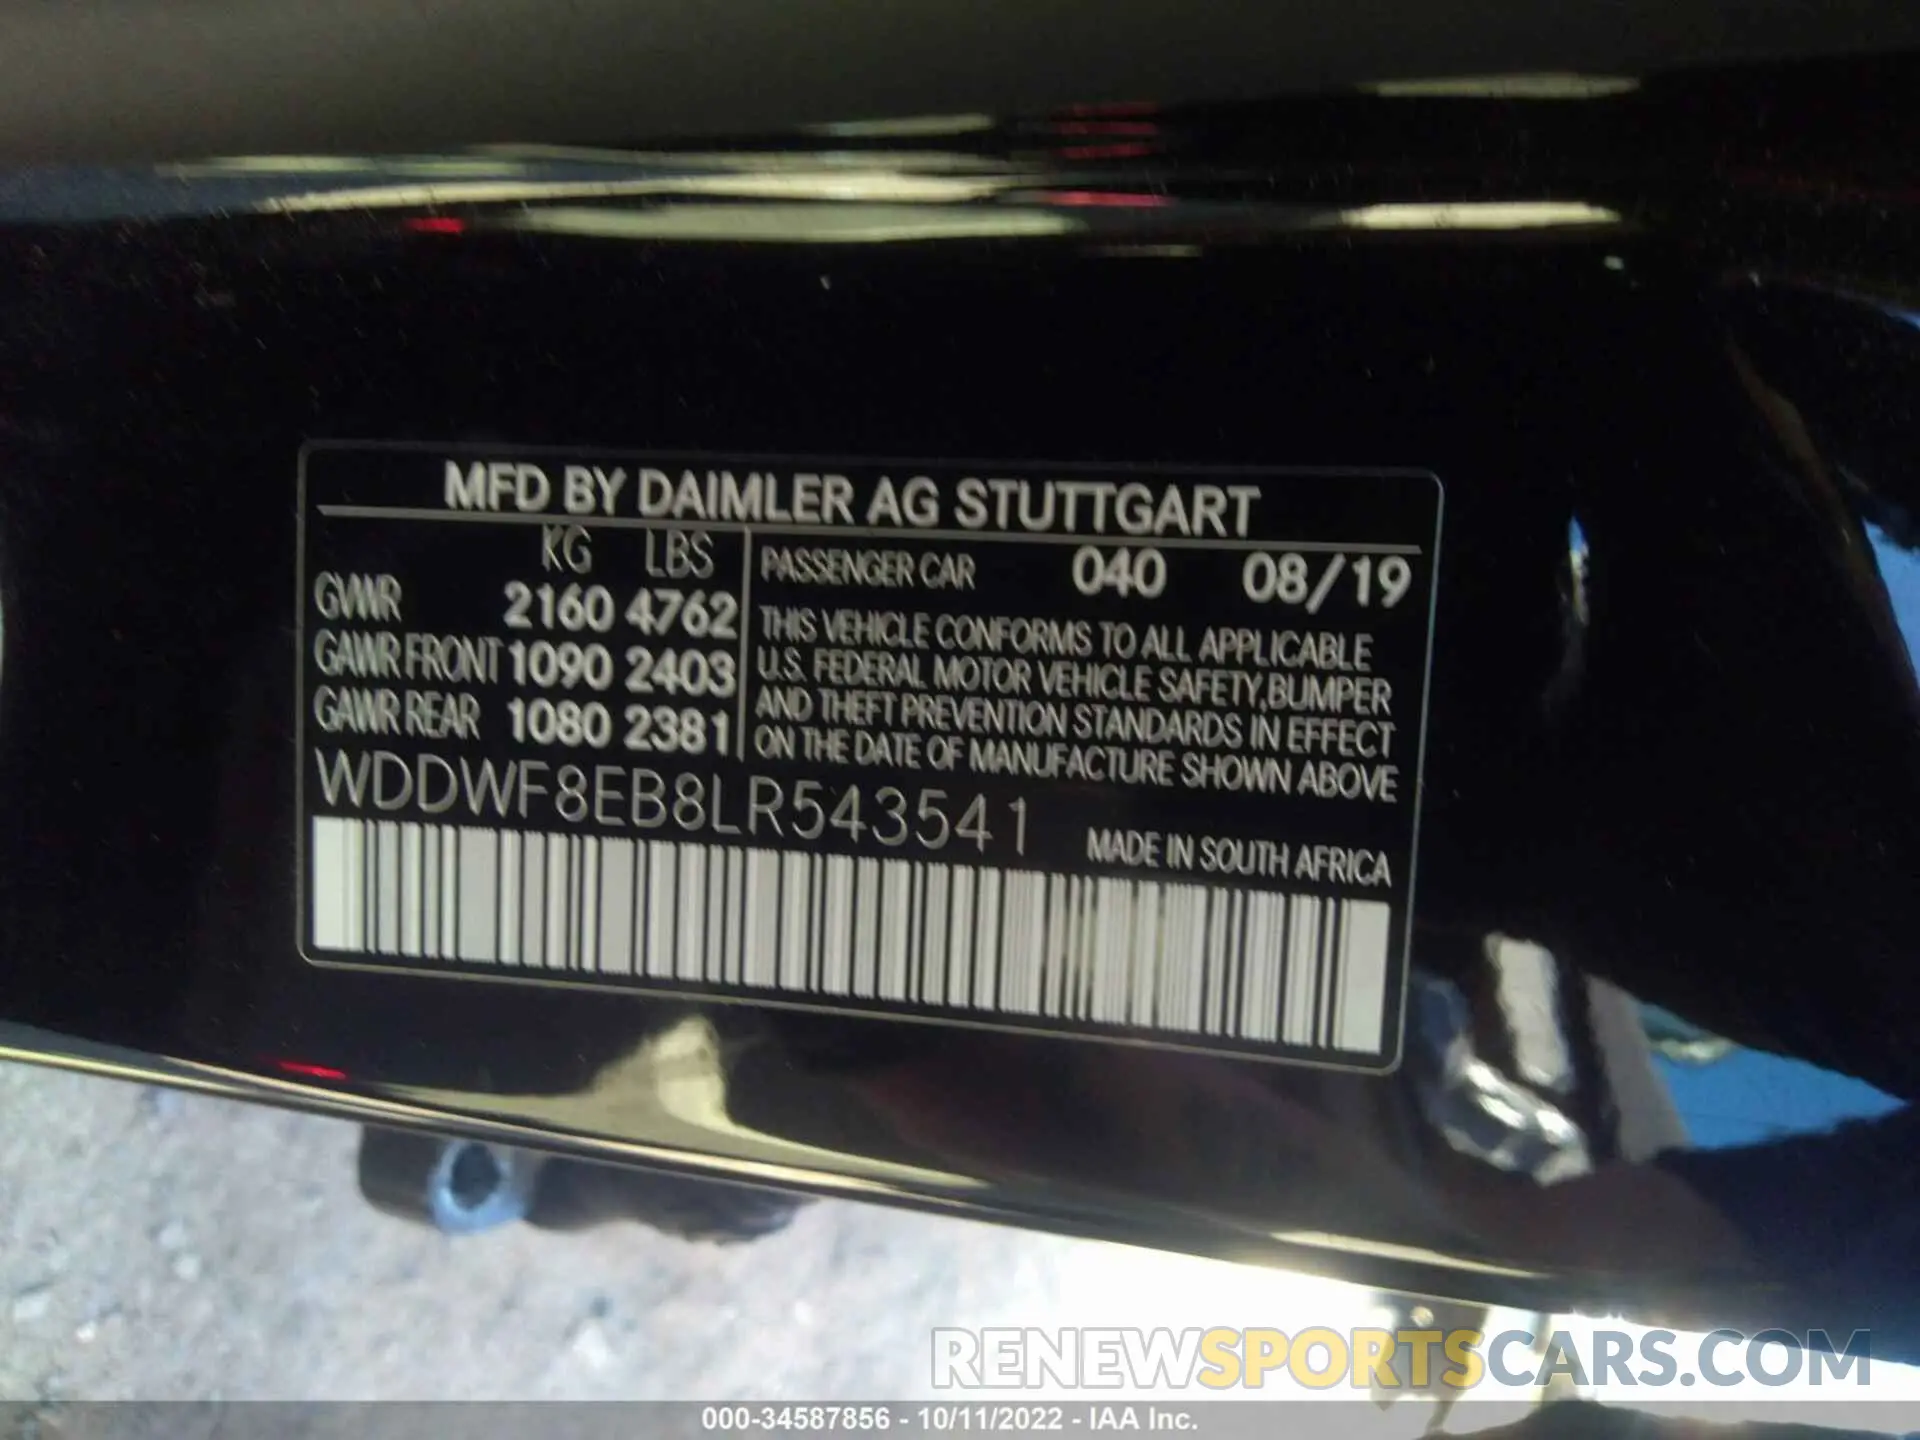 MFD BY DAIMLER AG STUTTGART
KG LBS
GVWR 2160 4762
GAWR FRONT 1090 2403
GAWR REAR 1080 2381
PASSENGER CAR 040 08/19
THIS VEHICLE CONFORMS TO ALL APPLICABLE
U.S. FEDERAL MOTOR VEHICLE SAFETY, BUMPER
AND THEFT PREVENTION STANDARDS IN EFFECT
ON THE DATE OF MANUFACTURE SHOWN ABOVE
WDDWF8EB8LR543541
MADE IN SOUTH AFRICA
RENEWSPORTSCARS.COM
000-34587856 - 10/11/2022 - IAA Inc.